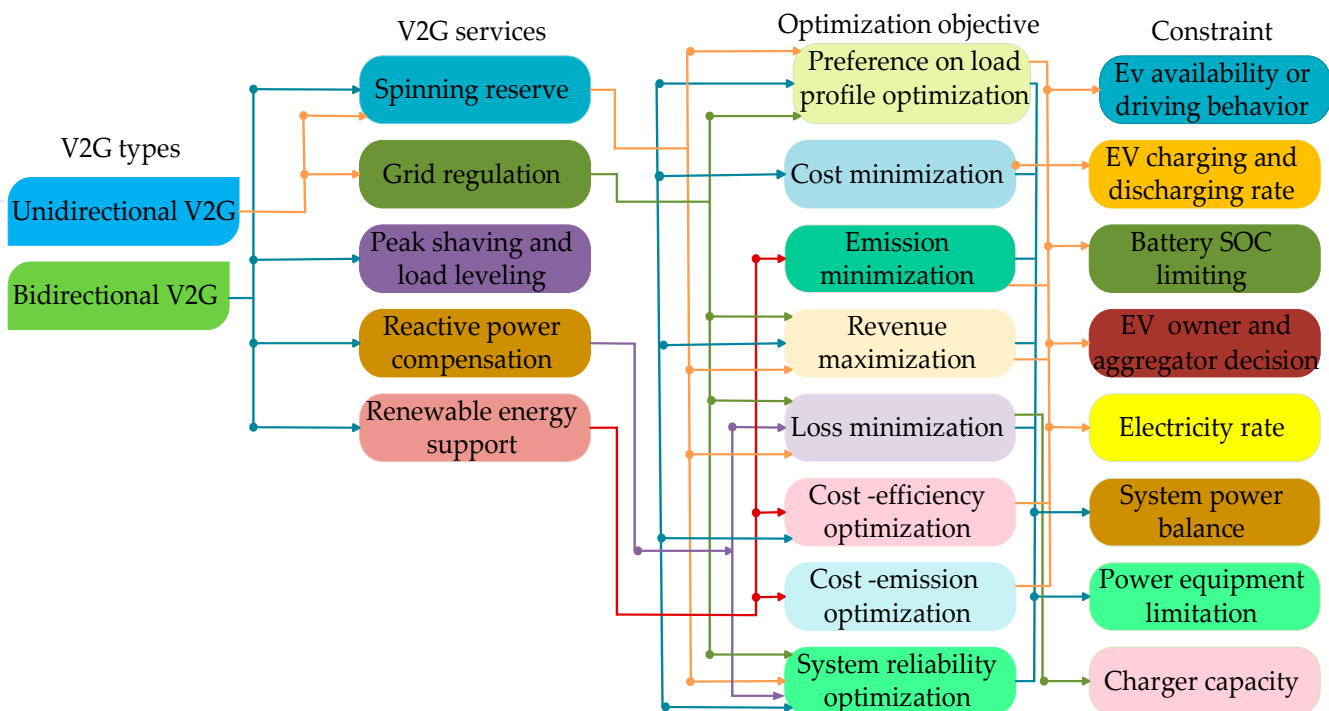 V2G types
Unidirectional V2G
Bidirectional V2G
V2G services
Spinning reserve
Grid regulation
Peak shaving and
load leveling
Reactive power
compensation
Renewable energy
support
Optimization objective
Preference on load
profile optimization
Cost minimization
Emission
minimization
Revenue
maximization
Loss minimization
Cost -efficiency
optimization
Cost -emission
optimization
System reliability
optimization
Constraint
Ev availability or
driving behavior
EV charging and
discharging rate
Battery SOC
limiting
EV owner and
aggregator decision
Electricity rate
System power
balance
Power equipment
limitation
Charger capacity